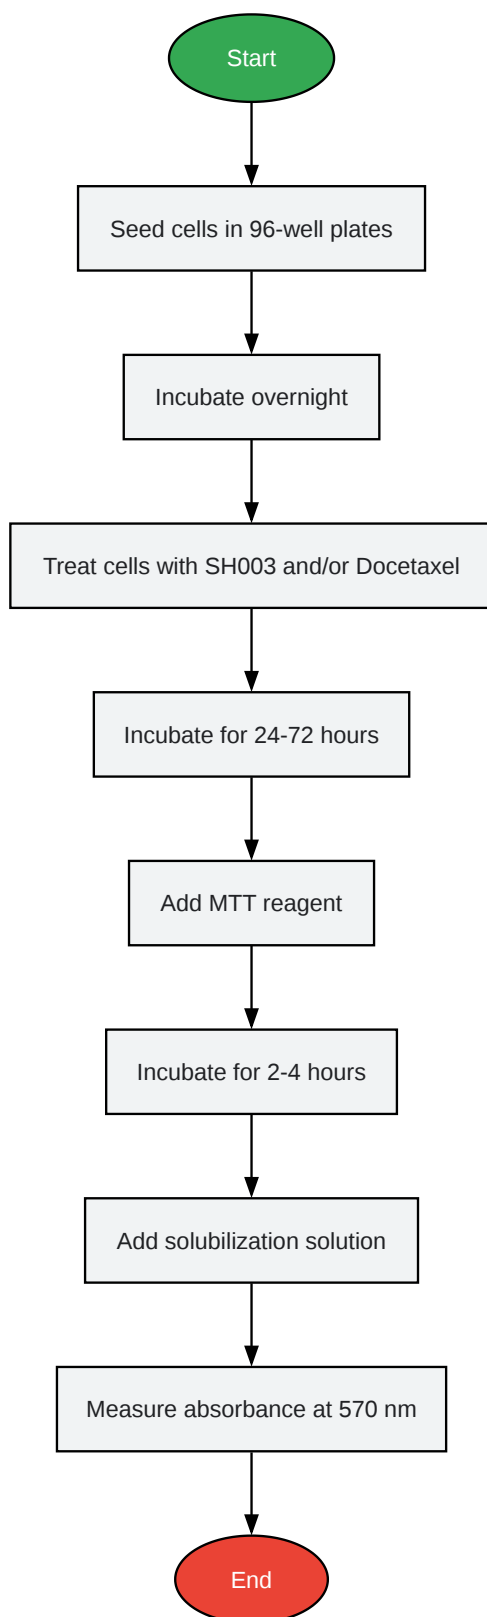 Start
Seed cells in 96-well plates
Incubate overnight
Treat cells with SH003 and/or Docetaxel
Incubate for 24-72 hours
Add MTT reagent
Incubate for 2-4 hours
Add solubilization solution
Measure absorbance at 570 nm
End